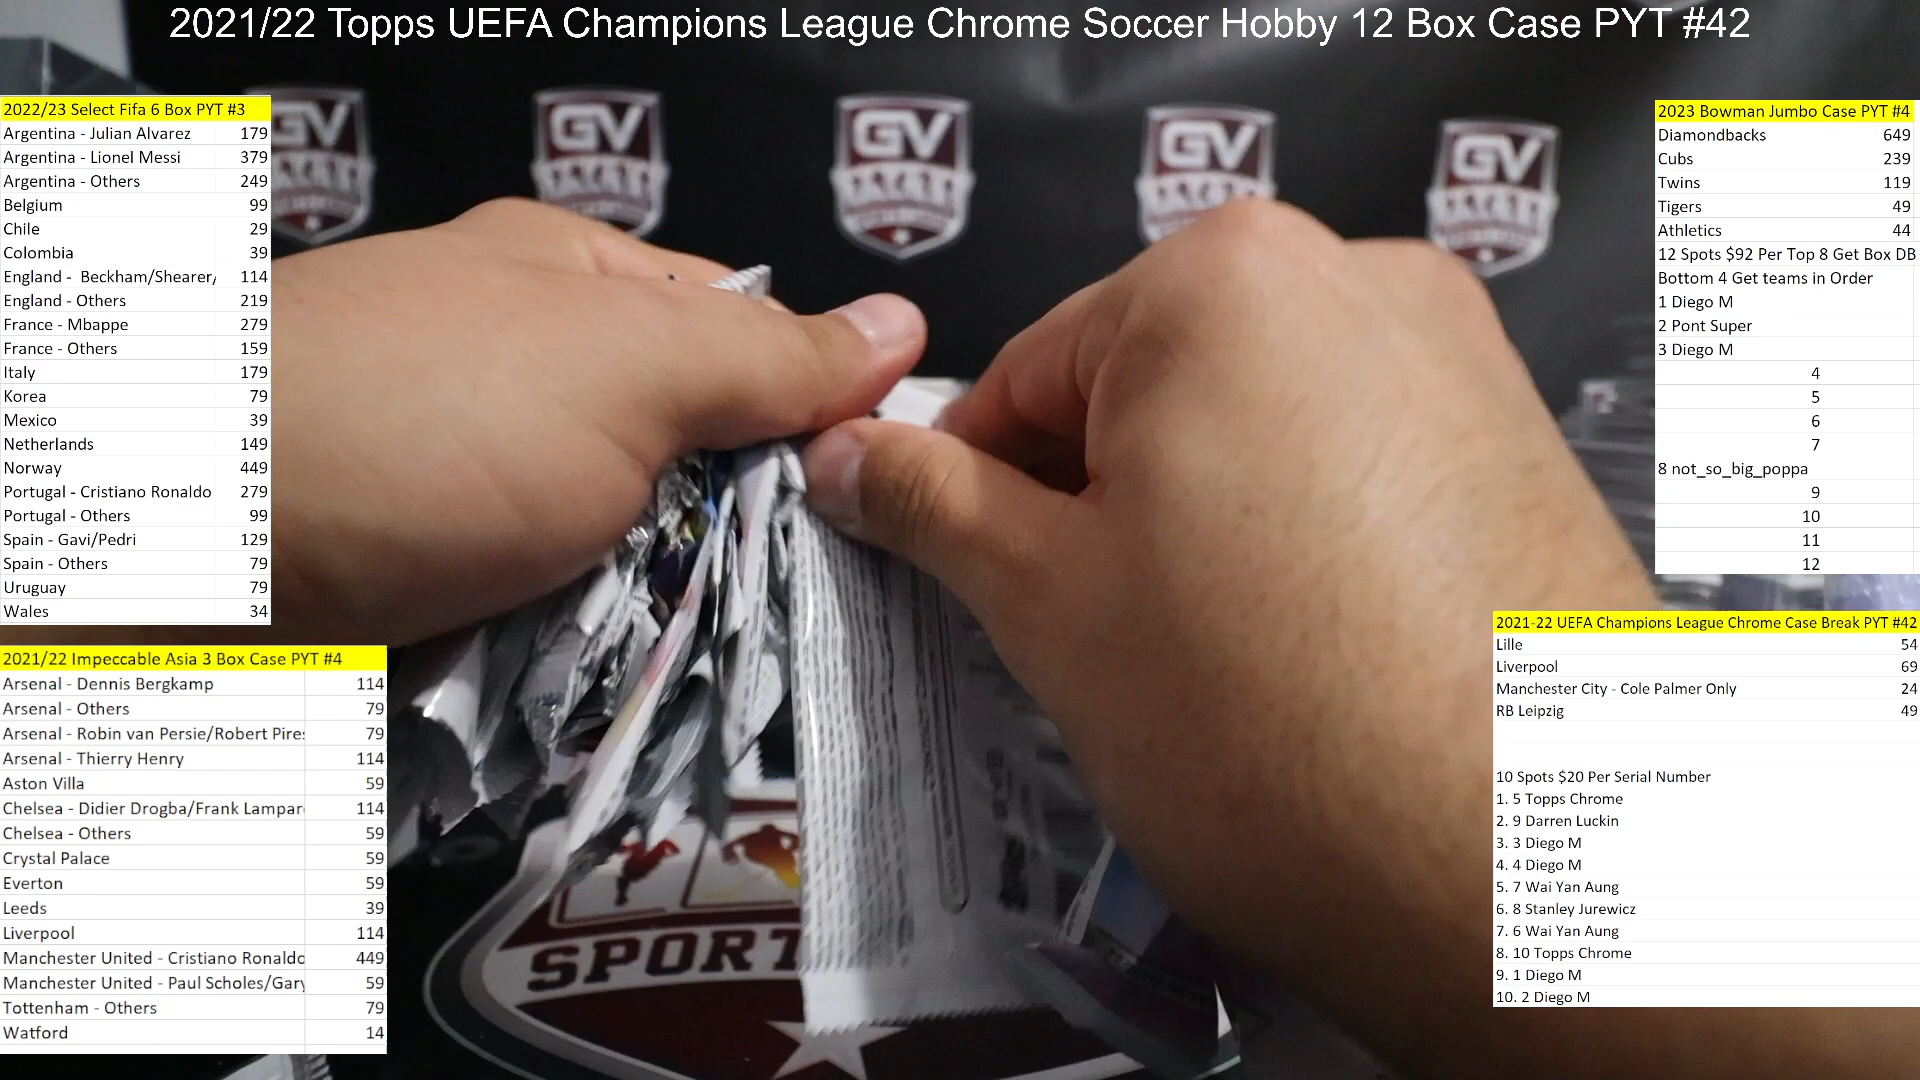 2021/22 Topps UEFA Champions League Chrome Soccer Hobby 12 Box Case PYT #42
2022/23 Select Fifa 6 Box PYT #3
Argentina - Julian Alvarez 179
Argentina - Lionel Messi 379
Argentina - Others 249
Belgium 99
Chile 29
Colombia 39
England - Beckham/Shearer/ 114
England - Others 219
France - Mbappe 279
France - Others 159
Italy 179
Korea 79
Mexico 39
Netherlands 149
Norway 449
Portugal - Cristiano Ronaldo 279
Portugal - Others 99
Spain - Gavi/Pedri 129
Spain - Others 79
Uruguay 79
Wales 34
2021/22 Impeccable Asia 3 Box Case PYT #4
Arsenal - Dennis Bergkamp 114
Arsenal - Others 79
Arsenal - Robin van Persie/Robert Pires 79
Arsenal - Thierry Henry 114
Aston Villa 59
Chelsea - Didier Drogba/Frank Lampar 114
Chelsea - Others 59
Crystal Palace 59
Everton 59
Leeds 39
Liverpool 114
Manchester United - Cristiano Ronaldo 449
Manchester United - Paul Scholes/Gary 59
Tottenham - Others 79
Watford 14
GV
GV
GV
GV
GV
SPORT
2023 Bowman Jumbo Case PYT #4
Diamondbacks 649
Cubs 239
Twins 119
Tigers 49
Athletics 44
12 Spots $92 Per Top 8 Get Box DB
Bottom 4 Get teams in Order
1 Diego M
2 Pont Super
3 Diego M
4
5
6
7
8 not_so_big_poppa
9
10
11
12
2021-22 UEFA Champions League Chrome Case Break PYT #42
Lille 54
Liverpool 69
Manchester City - Cole Palmer Only 24
RB Leipzig 49
10 Spots $20 Per Serial Number
1. 5 Topps Chrome
2. 9 Darren Luckin
3. 3 Diego M
4. 4 Diego M
5. 7 Wai Yan Aung
6. 8 Stanley Jurewicz
7. 6 Wai Yan Aung
8. 10 Topps Chrome
9. 1 Diego M
10. 2 Diego M